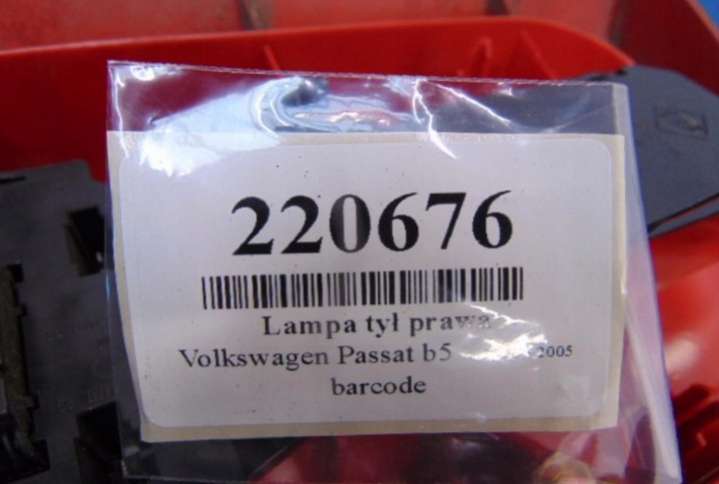 220676
Lampa tył prawa
Volkswagen Passat b5 2005
barcode